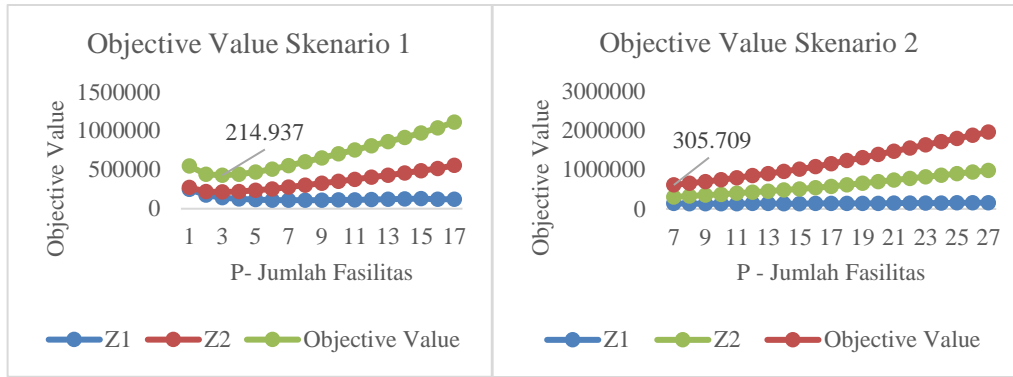 Objective Value Skenario 1
Objective Value
1500000
1000000
500000
0
214.937
1 3 5 7 9 11 13 15 17
P- Jumlah Fasilitas
Z1 Z2 Objective Value
Objective Value Skenario 2
Objective Value
3000000
2000000
1000000
0
305.709
7 9 11 13 15 17 19 21 23 25 27
P - Jumlah Fasilitas
Z1 Z2 Objective Value